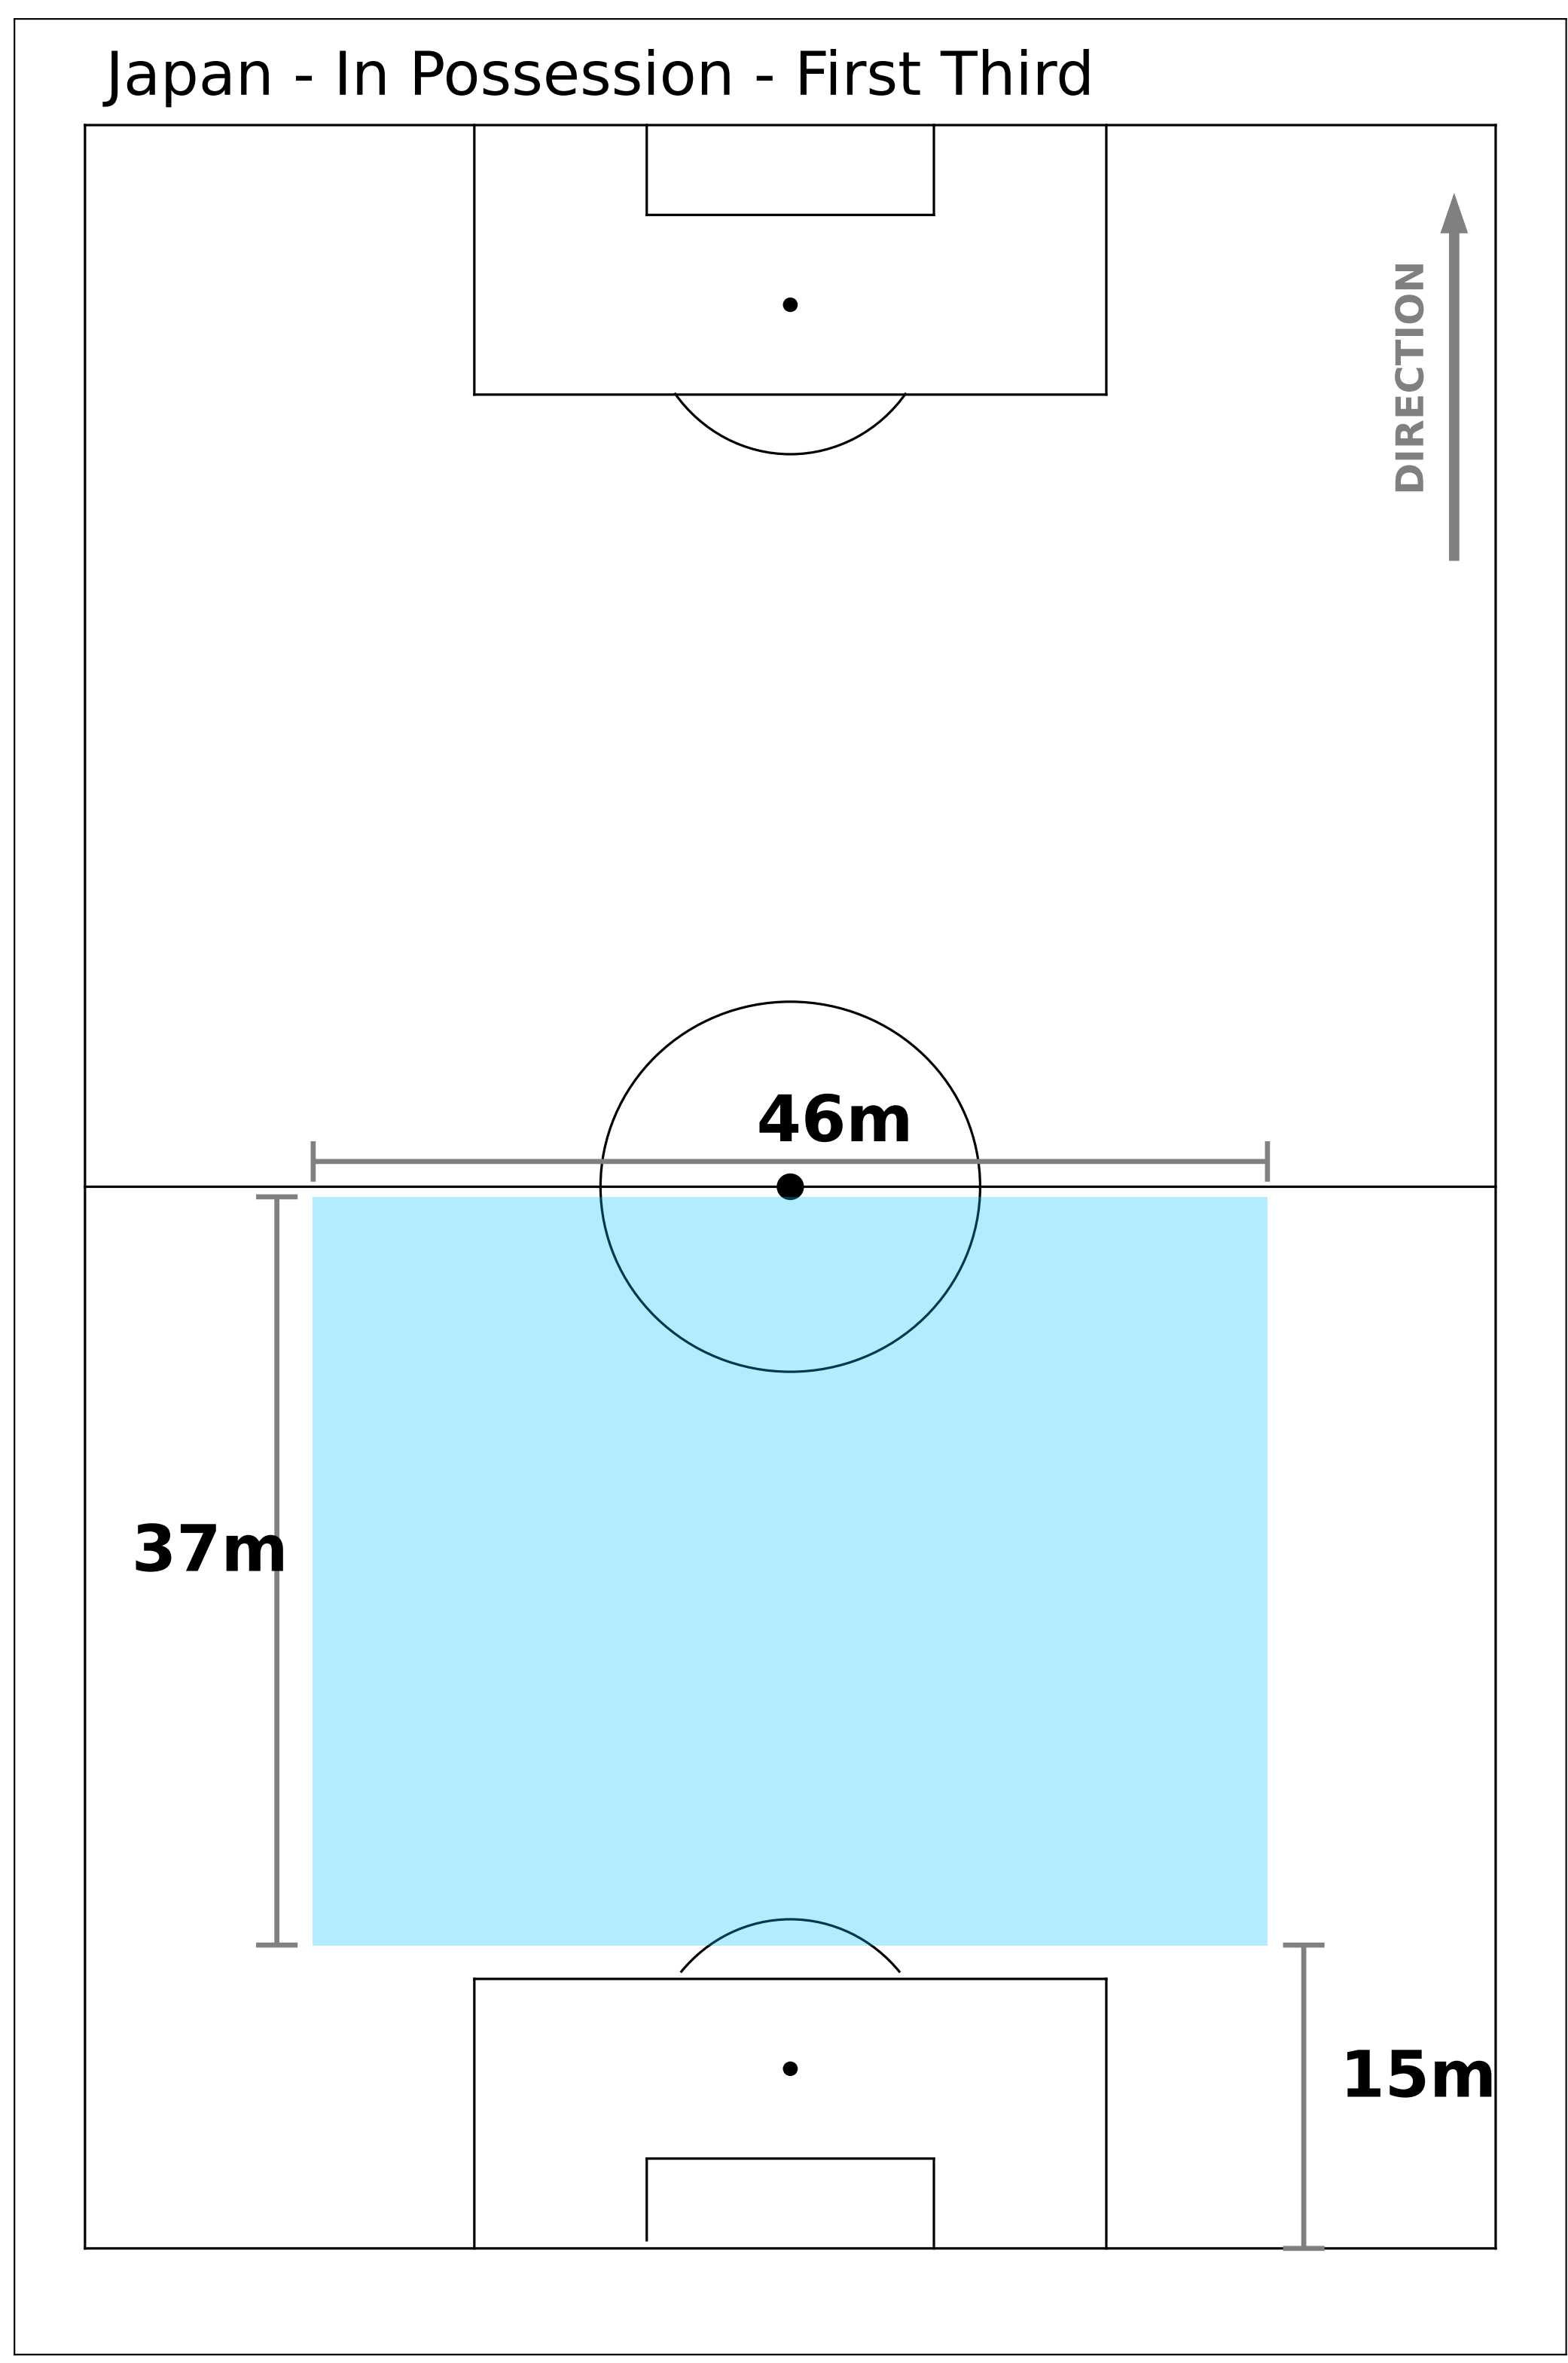 Japan - In Possession - First Third
DIRECTION
46m
37m
15m